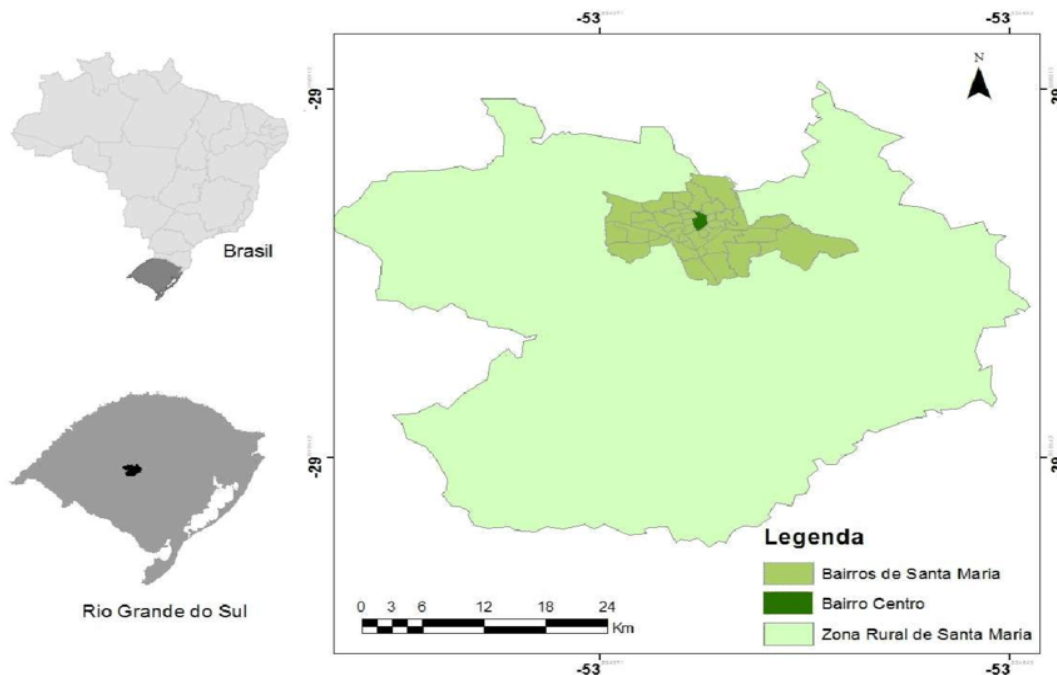 Brasil
Rio Grande do Sul
-53
-53
-29
29
N
-29
29
Legenda
Bairros de Santa Maria
Bairro Centro
Zona Rural de Santa Maria
0 3 6 12 18 24
Km
-53
-53